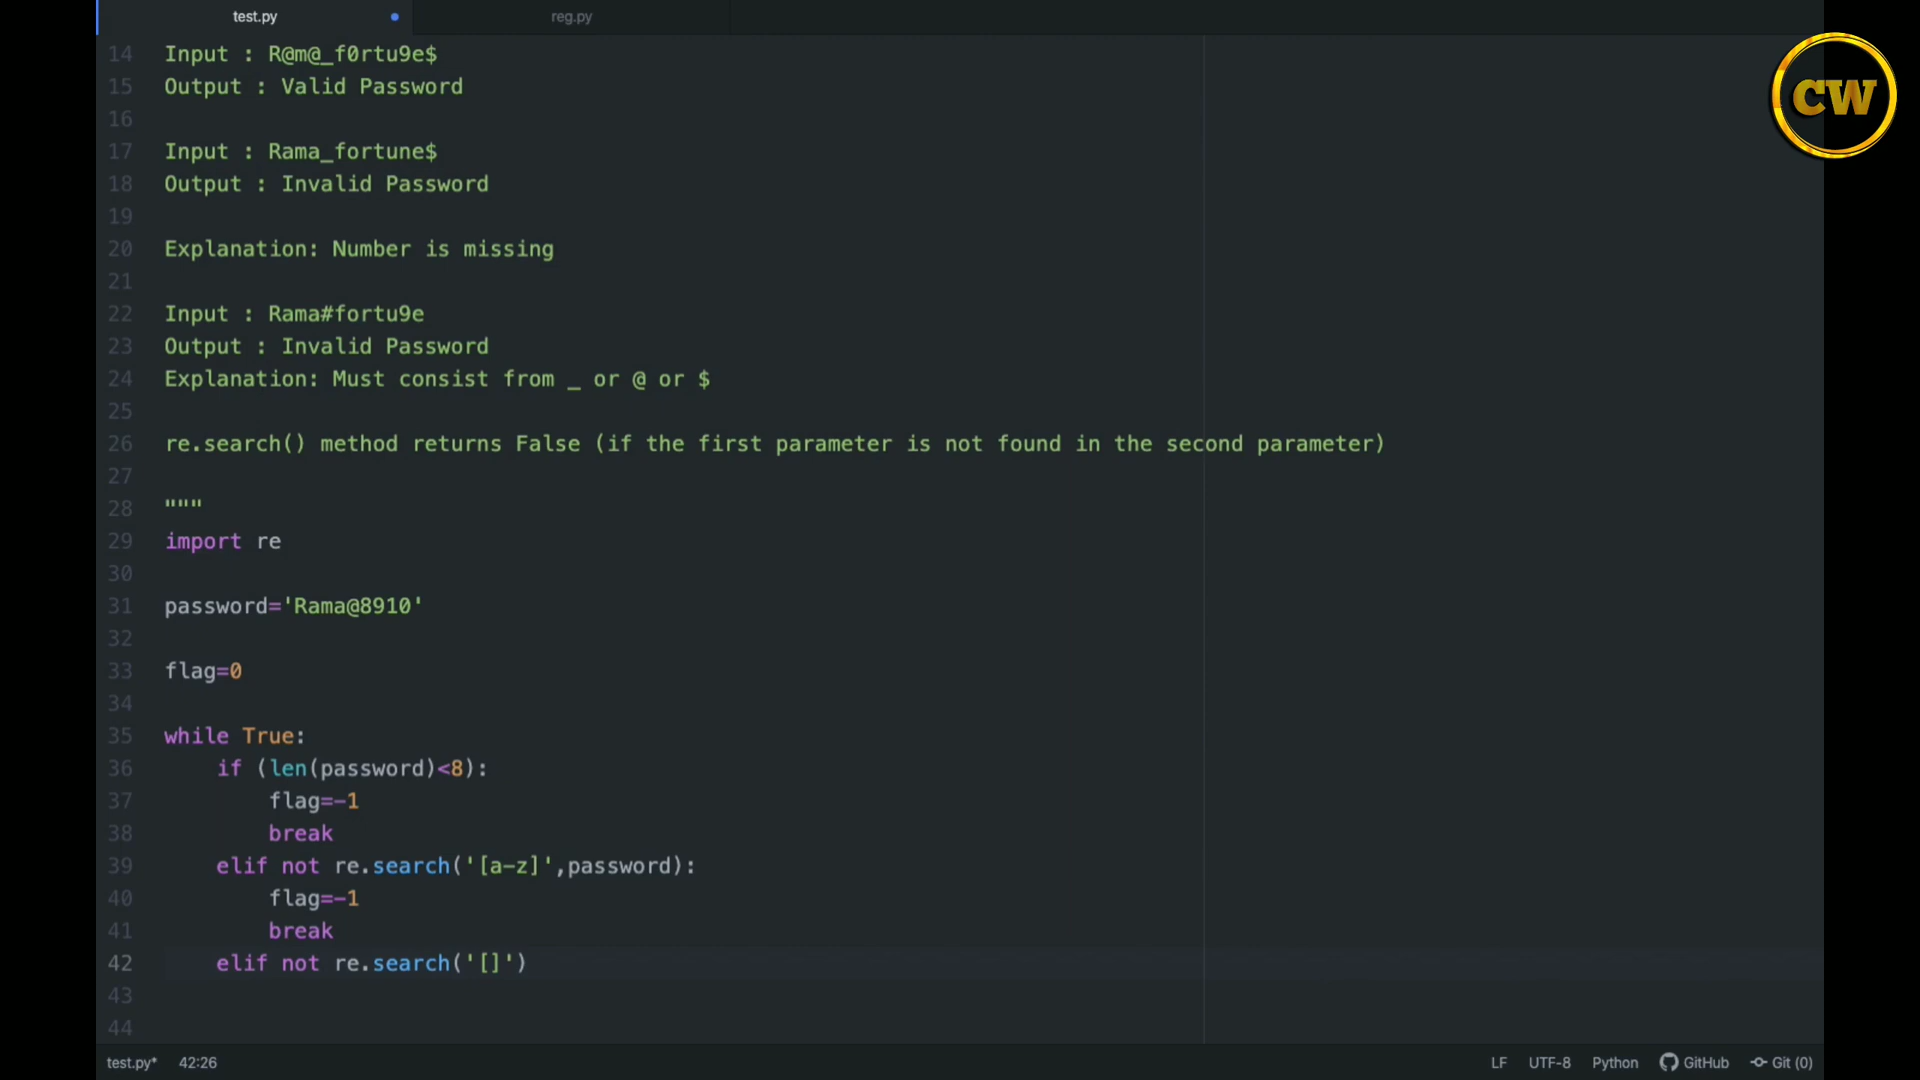 test.py
reg.py
CW
14 Input : R@m@_f0rtu9e$
15 Output : Valid Password
16
17 Input : Rama_fortune$
18 Output : Invalid Password
19
20 Explanation: Number is missing
21
22 Input : Rama#fortu9e
23 Output : Invalid Password
24 Explanation: Must consist from _ or @ or $
25
26 re.search() method returns False (if the first parameter is not found in the second parameter)
27
28 """
29 import re
30
31 password='Rama@8910'
32
33 flag=0
34
35 while True:
36     if (len(password)<8):
37         flag=-1
38         break
39     elif not re.search('[a-z]',password):
40         flag=-1
41         break
42     elif not re.search('[]')
43
44
test.py* 42:26 LF UTF-8 Python GitHub Git (0)